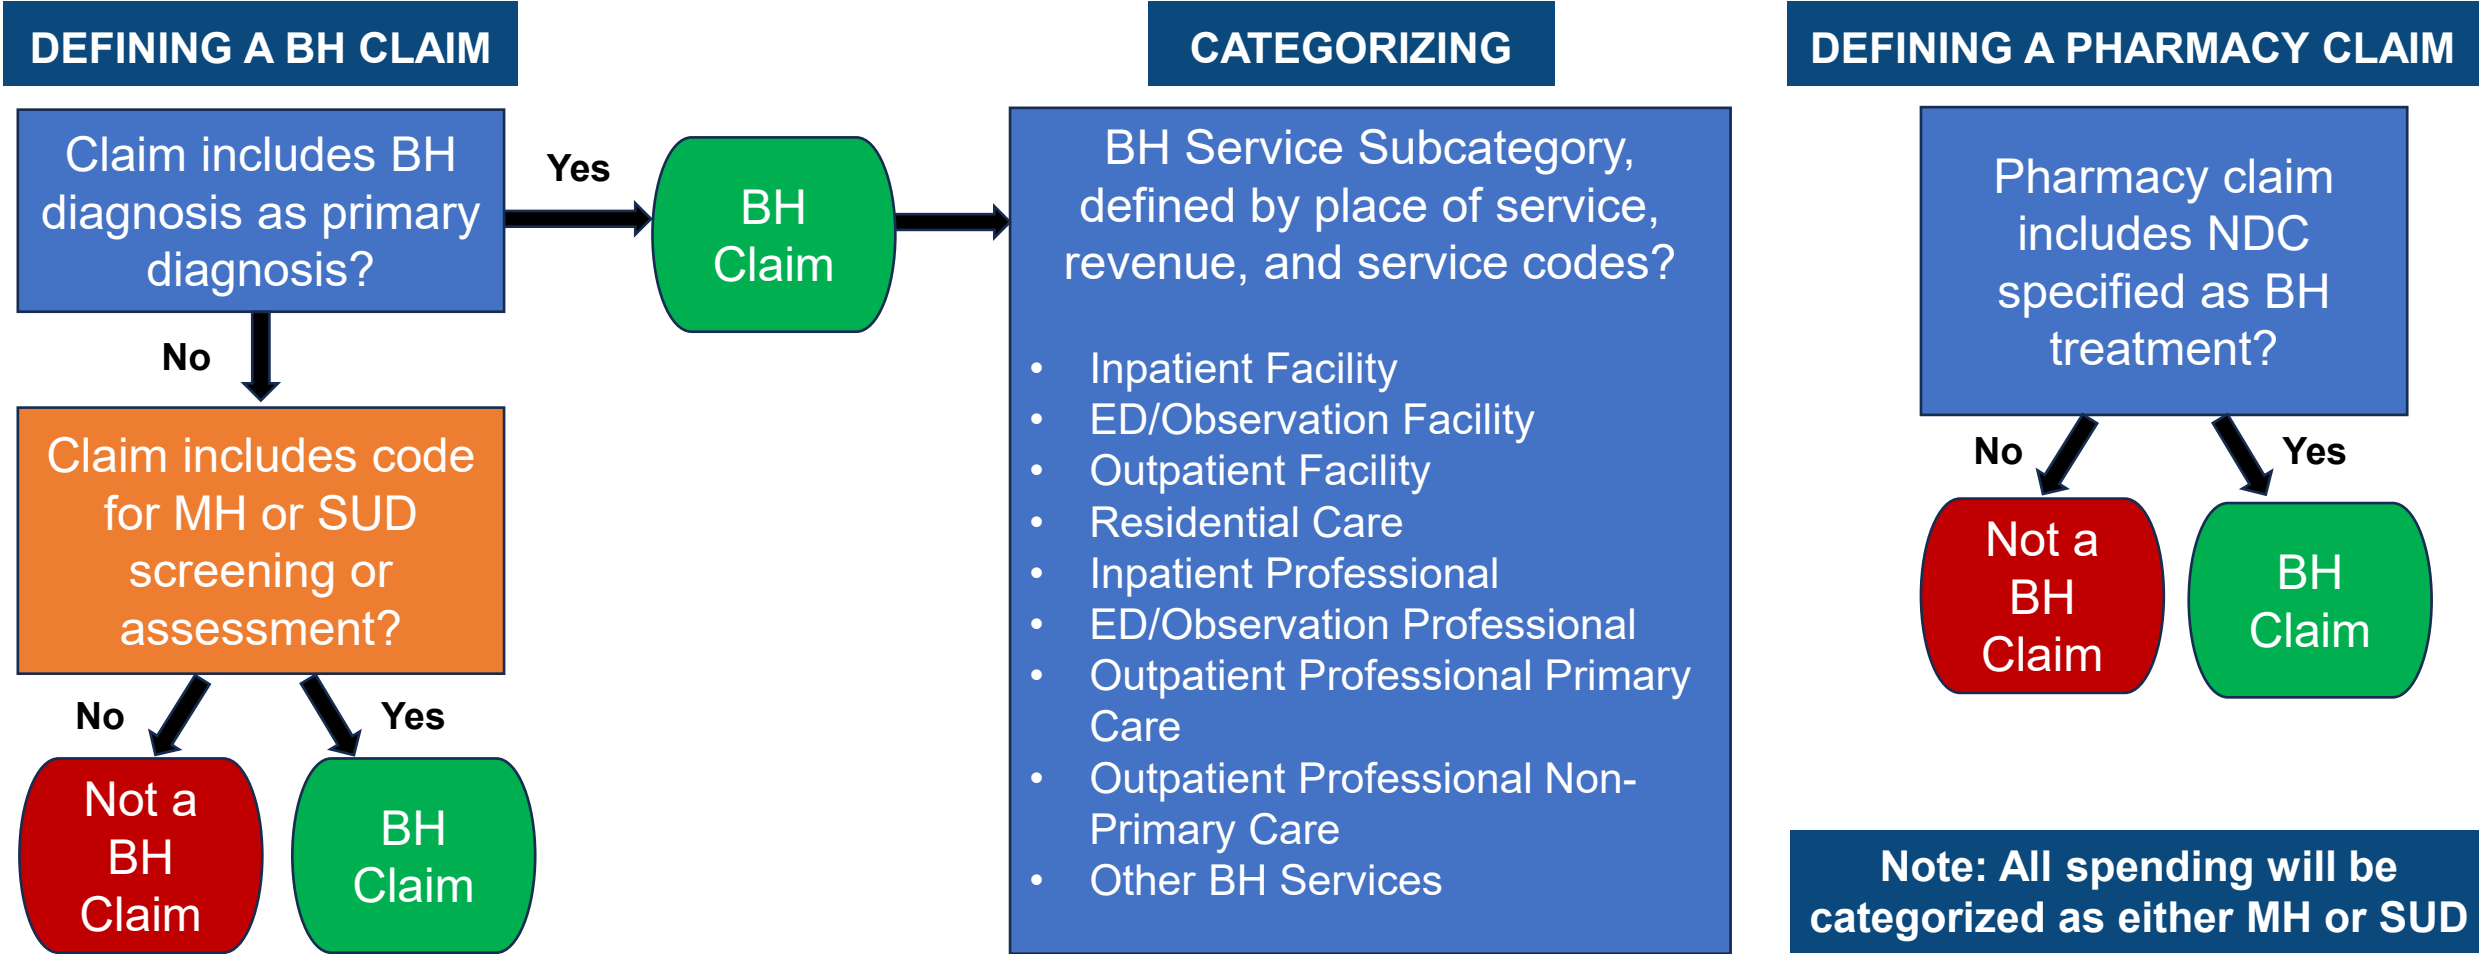 DEFINING A BH CLAIM
Claim includes BH
diagnosis as primary
diagnosis?
Yes
BH
Claim
No
Claim includes code
for MH or SUD
screening or
assessment?
No
Yes
Not a
BH
Claim
BH
Claim
CATEGORIZING
BH Service Subcategory,
defined by place of service,
revenue, and service codes?
• Inpatient Facility
• ED/Observation Facility
• Outpatient Facility
• Residential Care
• Inpatient Professional
• ED/Observation Professional
• Outpatient Professional Primary
Care
• Outpatient Professional Non-
Primary Care
• Other BH Services
DEFINING A PHARMACY CLAIM
Pharmacy claim
includes NDC
specified as BH
treatment?
No
Yes
Not a
BH
Claim
BH
Claim
Note: All spending will be
categorized as either MH or SUD